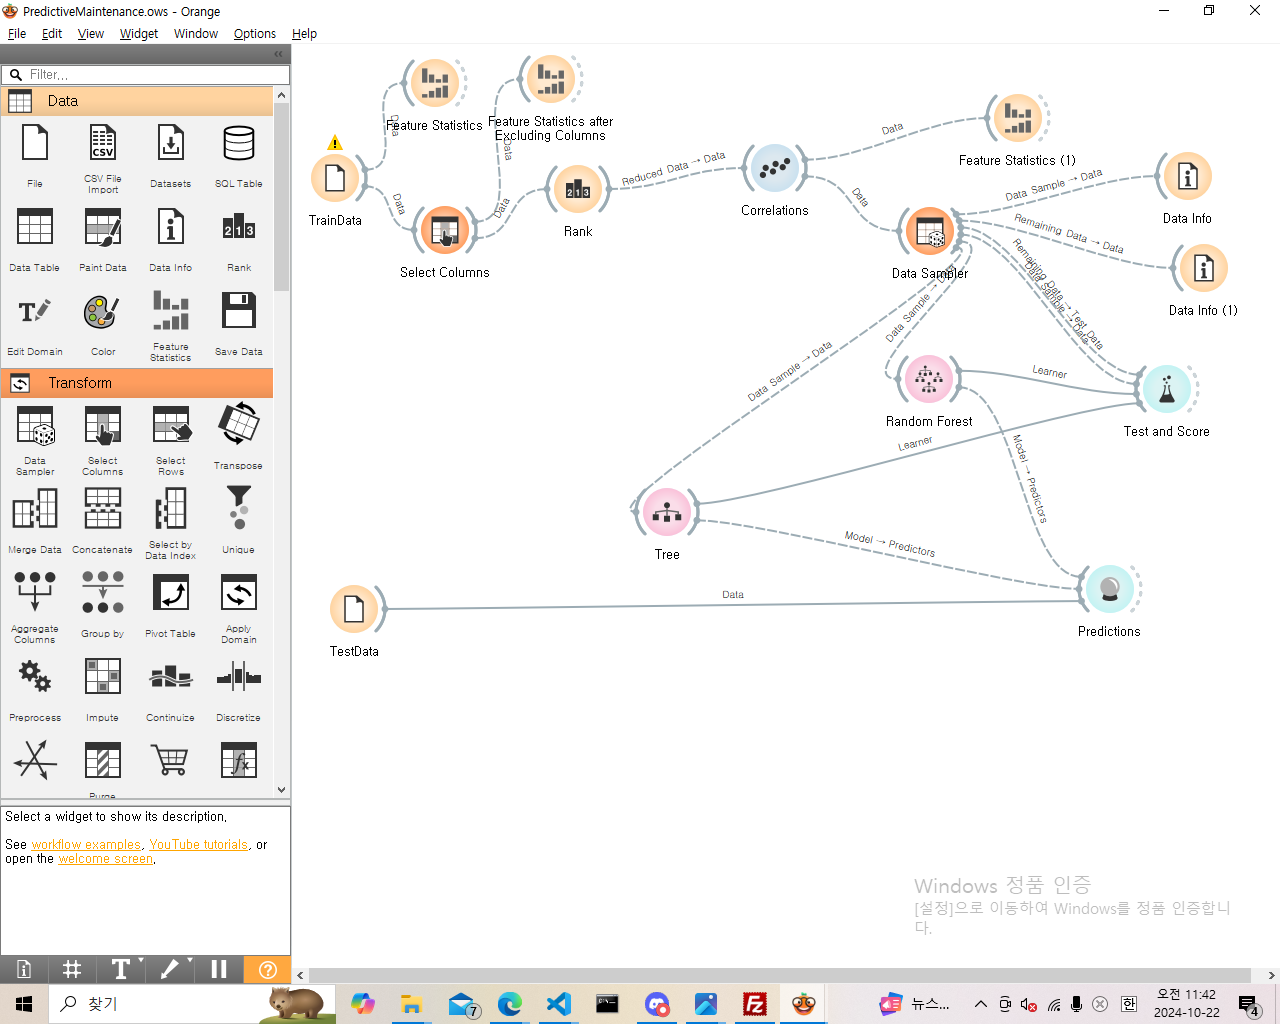 PredictiveMaintenance.ows - Orange
File Edit View Widget Window Options Help
Filter...
Data
File
CSV File
Import
Datasets
SQL Table
Data Table
Paint Data
Data Info
Rank
Edit Domain
Color
Feature
Statistics
Save Data
Transform
Data
Sampler
Select
Columns
Select
Rows
Transpose
Merge Data
Concatenate
Select by
Data Index
Unique
Aggregate
Columns
Group by
Pivot Table
Apply
Domain
Preprocess
Impute
Continuize
Discretize
Purge
Select a widget to show its description.
See workflow examples, YouTube tutorials, or
open the welcome screen.
TrainData
Data
Feature Statistics
Data
Select Columns
Data
Feature Statistics after
Excluding Columns
Data
Rank
Reduced Data → Data
Correlations
Data
Feature Statistics (1)
Data
Data Sampler
Data Sample → Data
Data Info
Remaining Data → Data
Data Info (1)
Remaining Data → Test Data
Data Sample → Data
Data Sample → Data
Data Sample → Data
Random Forest
Learner
Test and Score
Learner
Model → Predictors
Tree
Model → Predictors
TestData
Data
Predictions
Windows 정품 인증
[설정]으로 이동하여 Windows를 정품 인증합니
다.
찾기
7
뉴스...
한
오전 11:42
2024-10-22
4